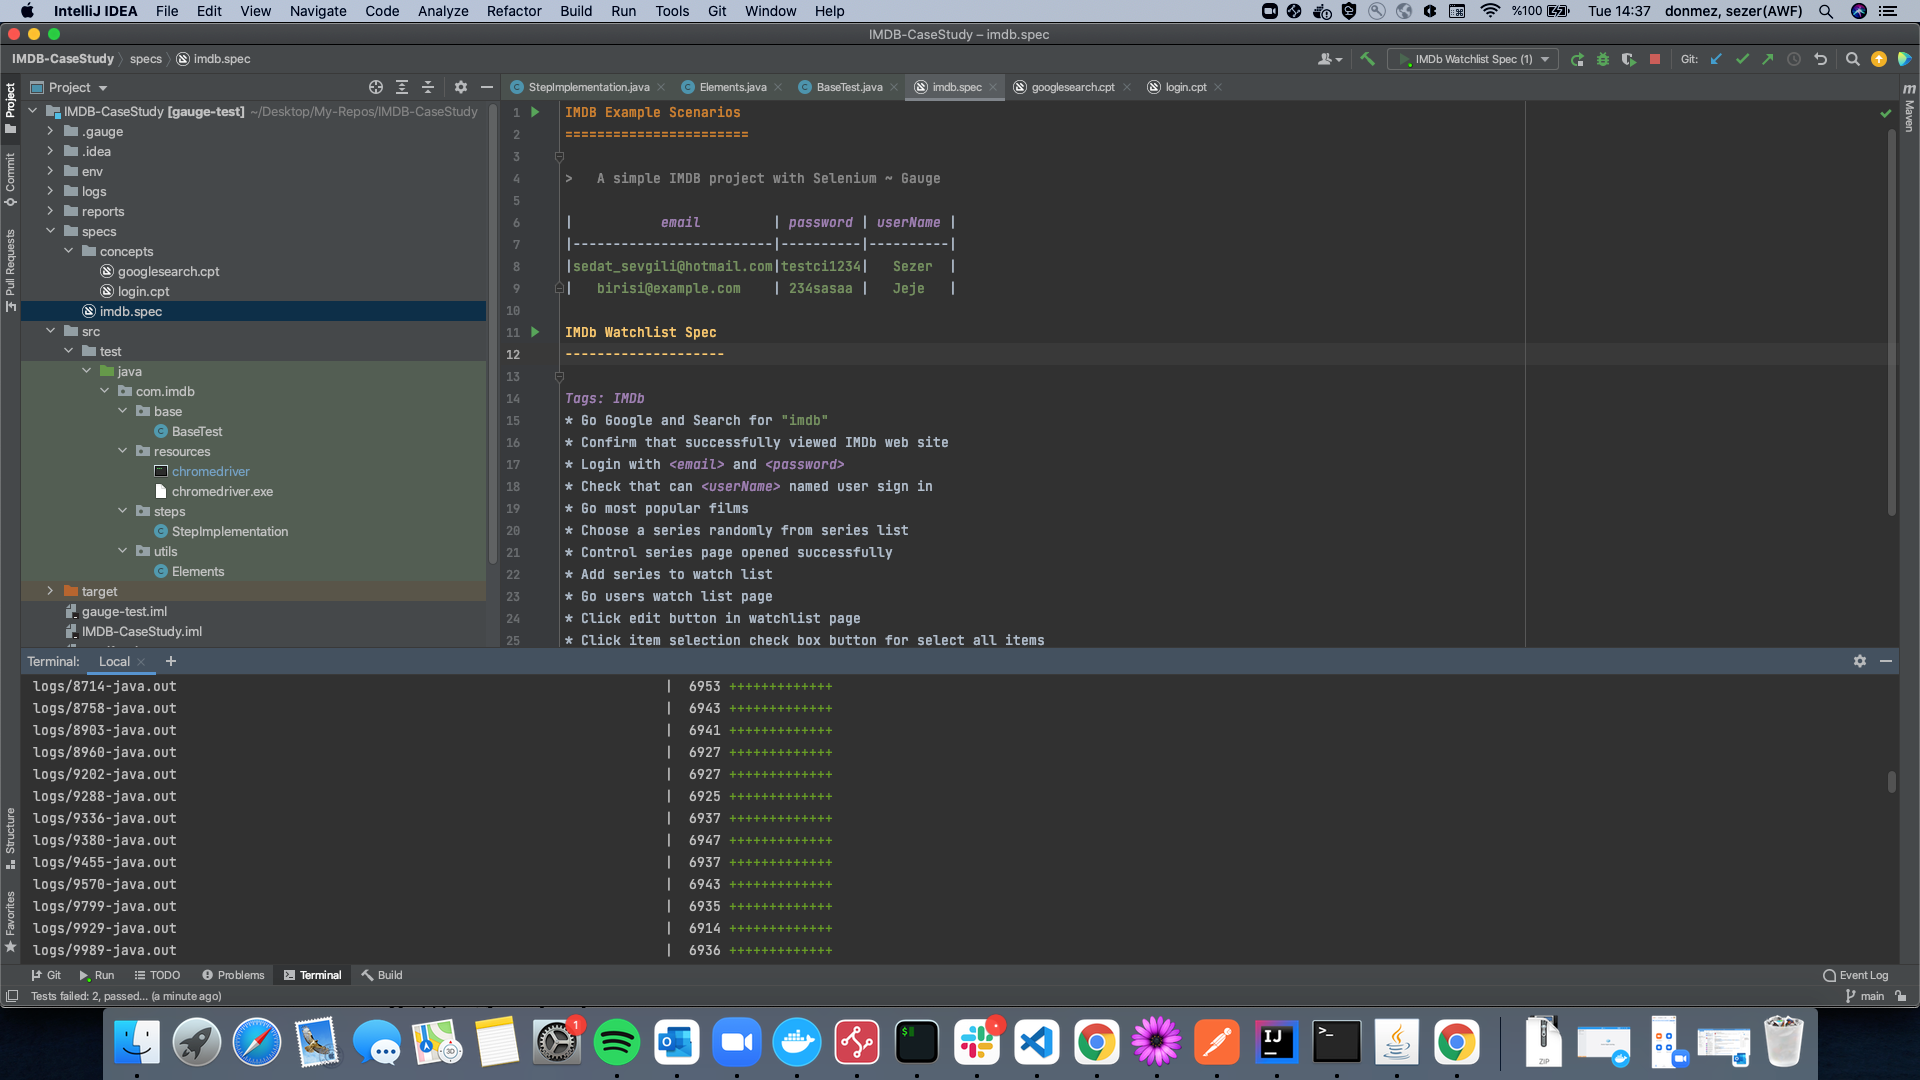 IntelliJ IDEA File Edit View Navigate Code Analyze Refactor Build Run Tools Git Window Help %100 Tue 14:37 donmez, sezer(AWF)
IMDB-CaseStudy – imdb.spec
IMDB-CaseStudy specs imdb.spec IMDb Watchlist Spec (1) Git:
Project StepImplementation.java Elements.java BaseTest.java imdb.spec googlesearch.cpt login.cpt
Project
Commit
Pull Requests
Structure
Favorites
Maven
IMDB-CaseStudy [gauge-test] ~/Desktop/My-Repos/IMDB-CaseStudy
.gauge
.idea
env
logs
reports
specs
concepts
googlesearch.cpt
login.cpt
imdb.spec
src
test
java
com.imdb
base
BaseTest
resources
chromedriver
chromedriver.exe
steps
StepImplementation
utils
Elements
target
gauge-test.iml
IMDB-CaseStudy.iml
1 IMDB Example Scenarios
2 =======================
3
4 > A simple IMDB project with Selenium ~ Gauge
5
6 | email | password | userName |
7 |-------------------------|----------|----------|
8 |sedat_sevgili@hotmail.com|testci1234| Sezer |
9 | birisi@example.com | 234sasaa | Jeje |
10
11 IMDb Watchlist Spec
12 --------------------
13
14 Tags: IMDb
15 * Go Google and Search for "imdb"
16 * Confirm that successfully viewed IMDb web site
17 * Login with <email> and <password>
18 * Check that can <userName> named user sign in
19 * Go most popular films
20 * Choose a series randomly from series list
21 * Control series page opened successfully
22 * Add series to watch list
23 * Go users watch list page
24 * Click edit button in watchlist page
25 * Click item selection check box button for select all items
Terminal: Local +
logs/8714-java.out | 6953 +++++++++++++
logs/8758-java.out | 6943 +++++++++++++
logs/8903-java.out | 6941 +++++++++++++
logs/8960-java.out | 6927 +++++++++++++
logs/9202-java.out | 6927 +++++++++++++
logs/9288-java.out | 6925 +++++++++++++
logs/9336-java.out | 6937 +++++++++++++
logs/9380-java.out | 6947 +++++++++++++
logs/9455-java.out | 6937 +++++++++++++
logs/9570-java.out | 6943 +++++++++++++
logs/9799-java.out | 6935 +++++++++++++
logs/9929-java.out | 6914 +++++++++++++
logs/9989-java.out | 6936 +++++++++++++
Git Run TODO Problems Terminal Build Event Log
Tests failed: 2, passed... (a minute ago) main
1
3D
$
IJ
>_
ZIP